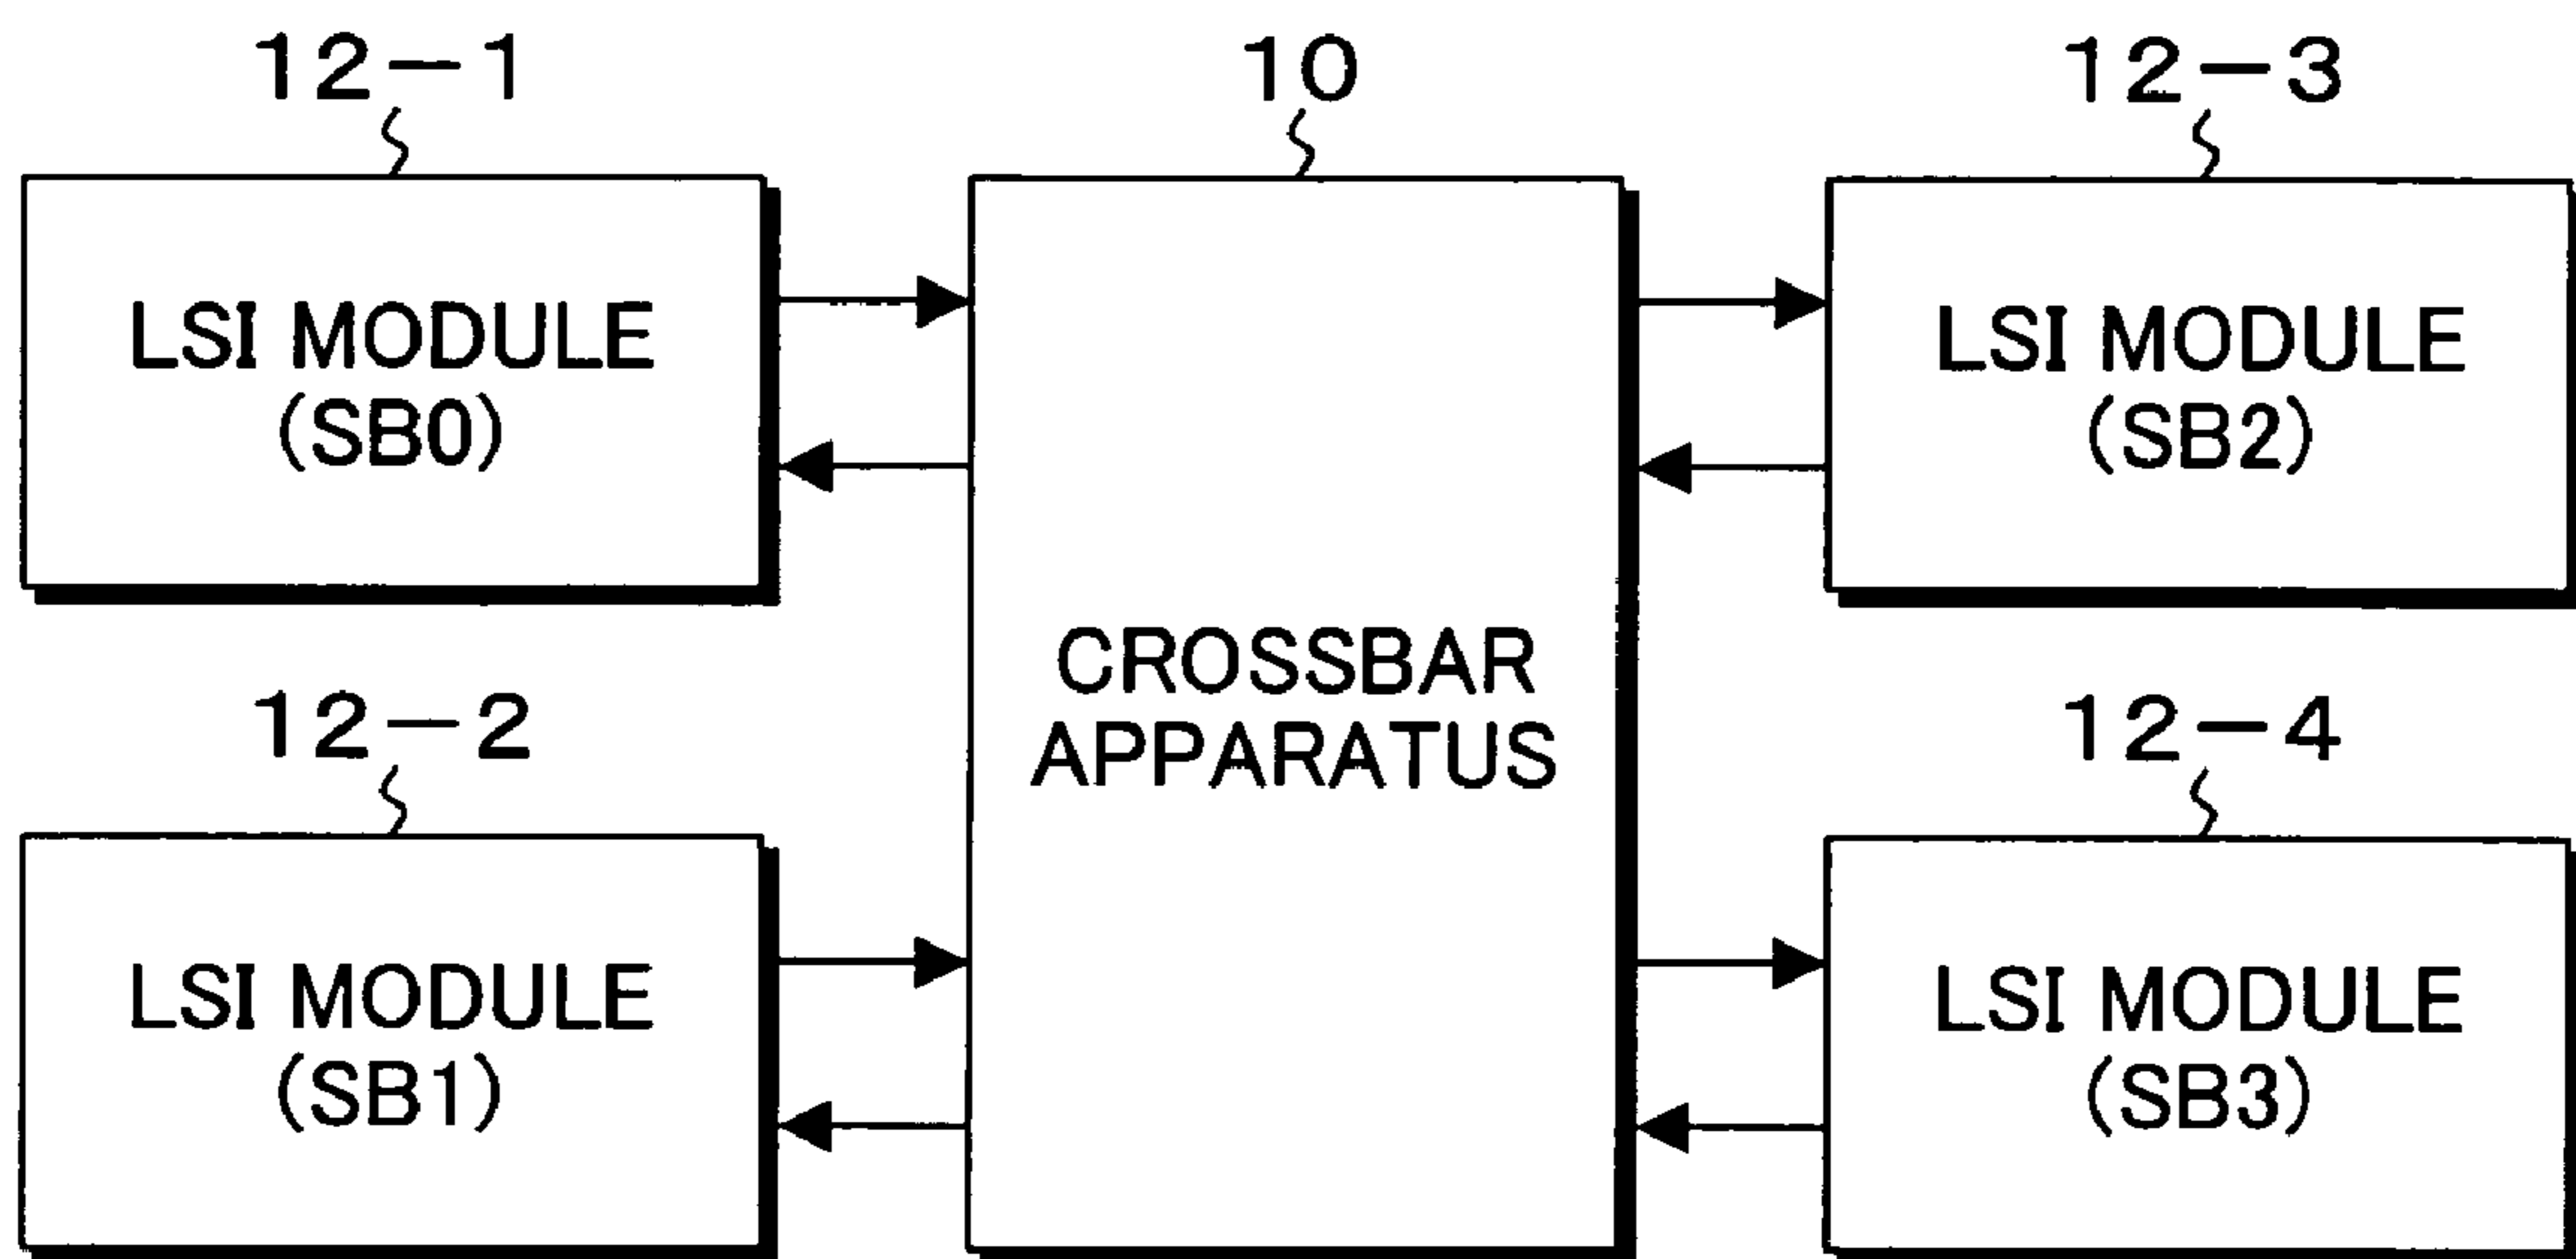 12-1
LSI MODULE
(SB0)
12-2
LSI MODULE
(SB1)
10
CROSSBAR
APPARATUS
12-3
LSI MODULE
(SB2)
12-4
LSI MODULE
(SB3)